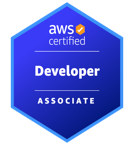 aws
certified
Developer
ASSOCIATE